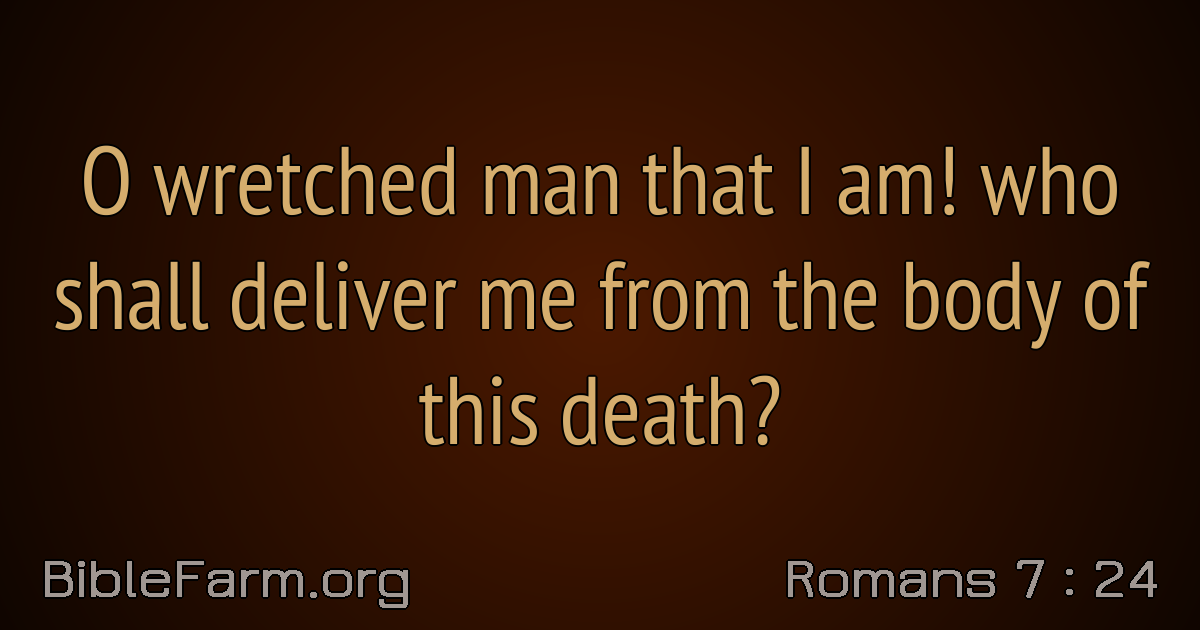 O wretched man that I am! who
shall deliver me from the body of
this death?
BibleFarm.org
Romans 7 : 24